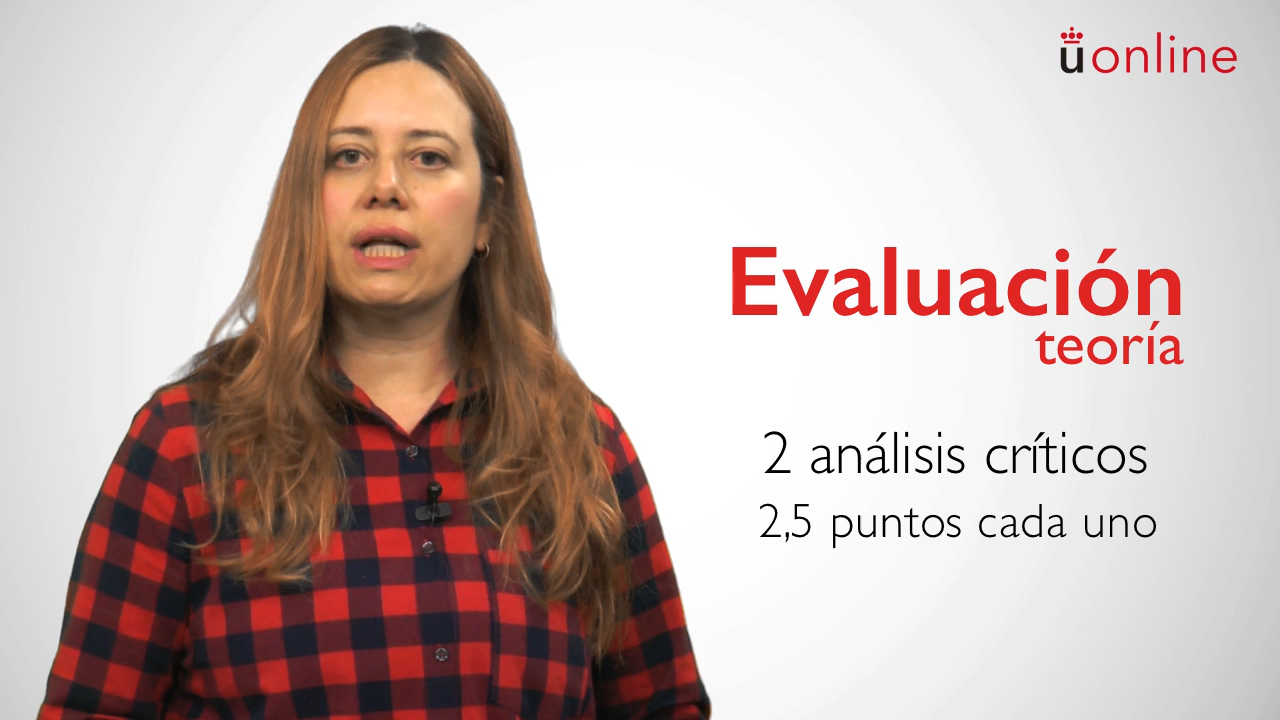 ü online
Evaluación
teoría
2 análisis críticos
2,5 puntos cada uno